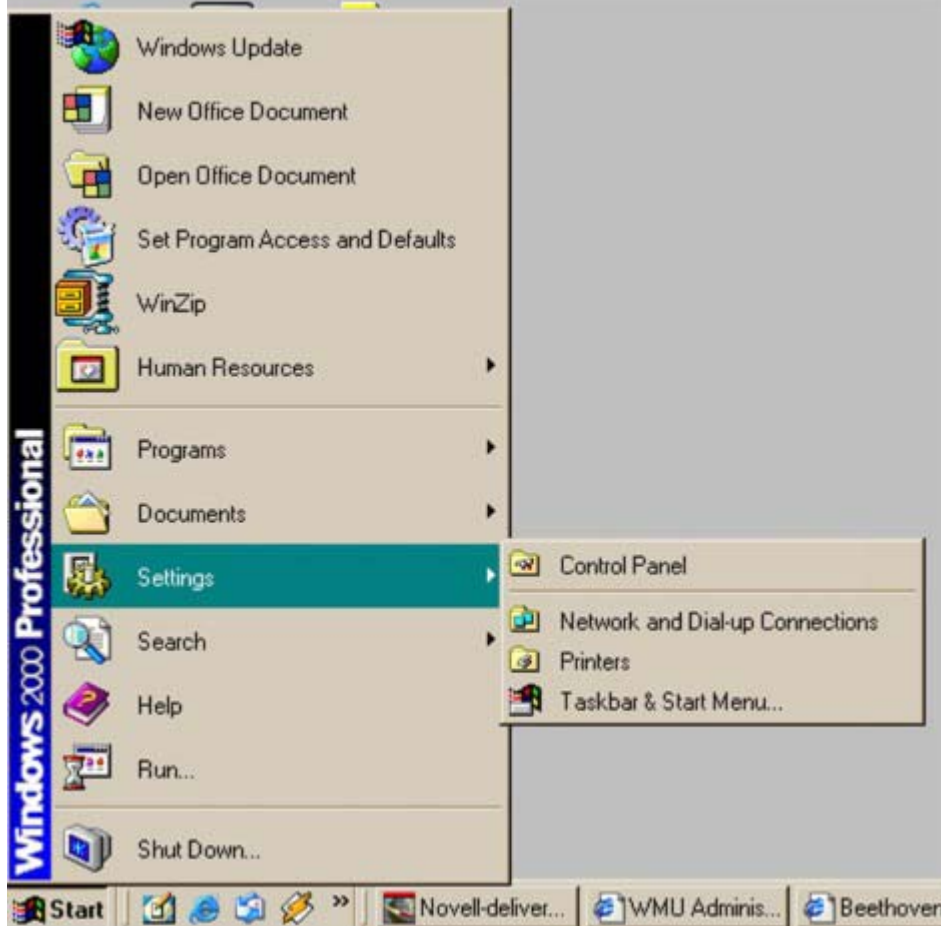 Windows Update
New Office Document
Open Office Document
Set Program Access and Defaults
WinZip
Human Resources
Programs
Documents
Settings
Search
Help
Run...
Shut Down...
Windows 2000 Professional
Control Panel
Network and Dial-up Connections
Printers
Taskbar & Start Menu...
Start
»
Novell-deliver...
WMU Adminis...
Beethoven